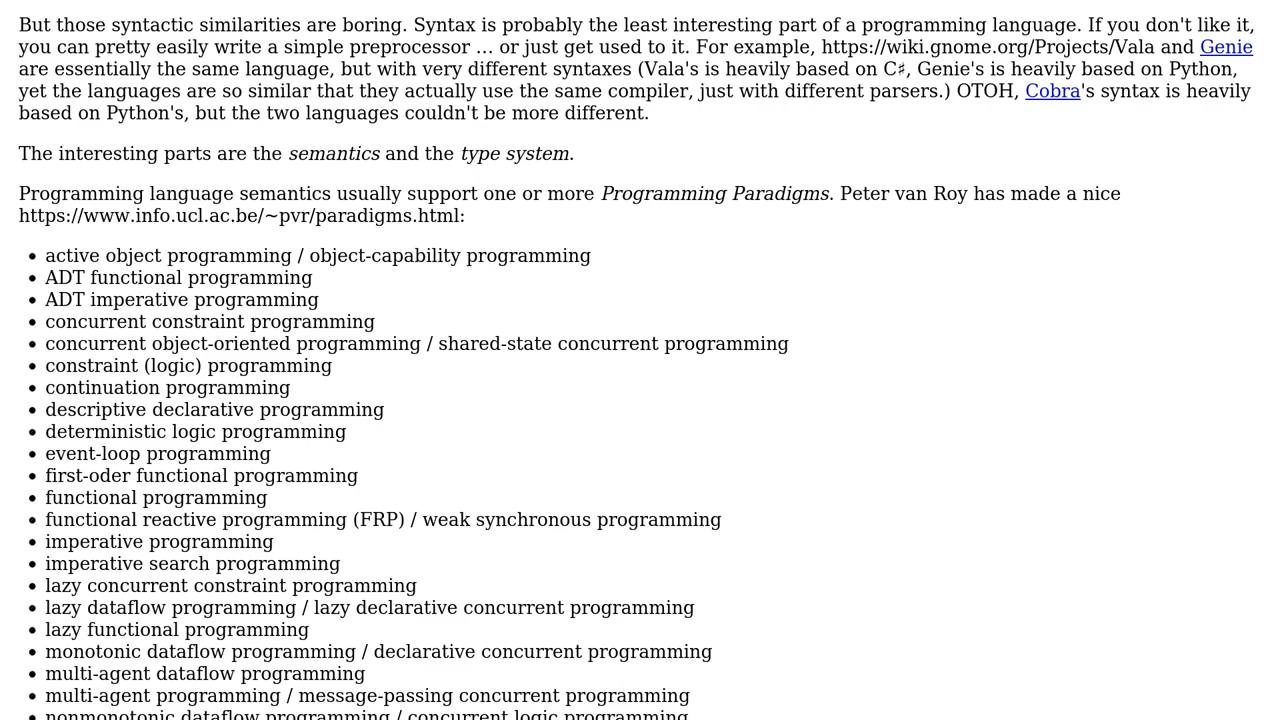 But those syntactic similarities are boring. Syntax is probably the least interesting part of a programming language. If you don't like it,
you can pretty easily write a simple preprocessor … or just get used to it. For example, https://wiki.gnome.org/Projects/Vala and Genie
are essentially the same language, but with very different syntaxes (Vala's is heavily based on C♯, Genie's is heavily based on Python,
yet the languages are so similar that they actually use the same compiler, just with different parsers.) OTOH, Cobra's syntax is heavily
based on Python's, but the two languages couldn't be more different.
The interesting parts are the semantics and the type system.
Programming language semantics usually support one or more Programming Paradigms. Peter van Roy has made a nice
https://www.info.ucl.ac.be/~pvr/paradigms.html:
• active object programming / object-capability programming
• ADT functional programming
• ADT imperative programming
• concurrent constraint programming
• concurrent object-oriented programming / shared-state concurrent programming
• constraint (logic) programming
• continuation programming
• descriptive declarative programming
• deterministic logic programming
• event-loop programming
• first-oder functional programming
• functional programming
• functional reactive programming (FRP) / weak synchronous programming
• imperative programming
• imperative search programming
• lazy concurrent constraint programming
• lazy dataflow programming / lazy declarative concurrent programming
• lazy functional programming
• monotonic dataflow programming / declarative concurrent programming
• multi-agent dataflow programming
• multi-agent programming / message-passing concurrent programming
• nonmonotonic dataflow programming / concurrent logic programming